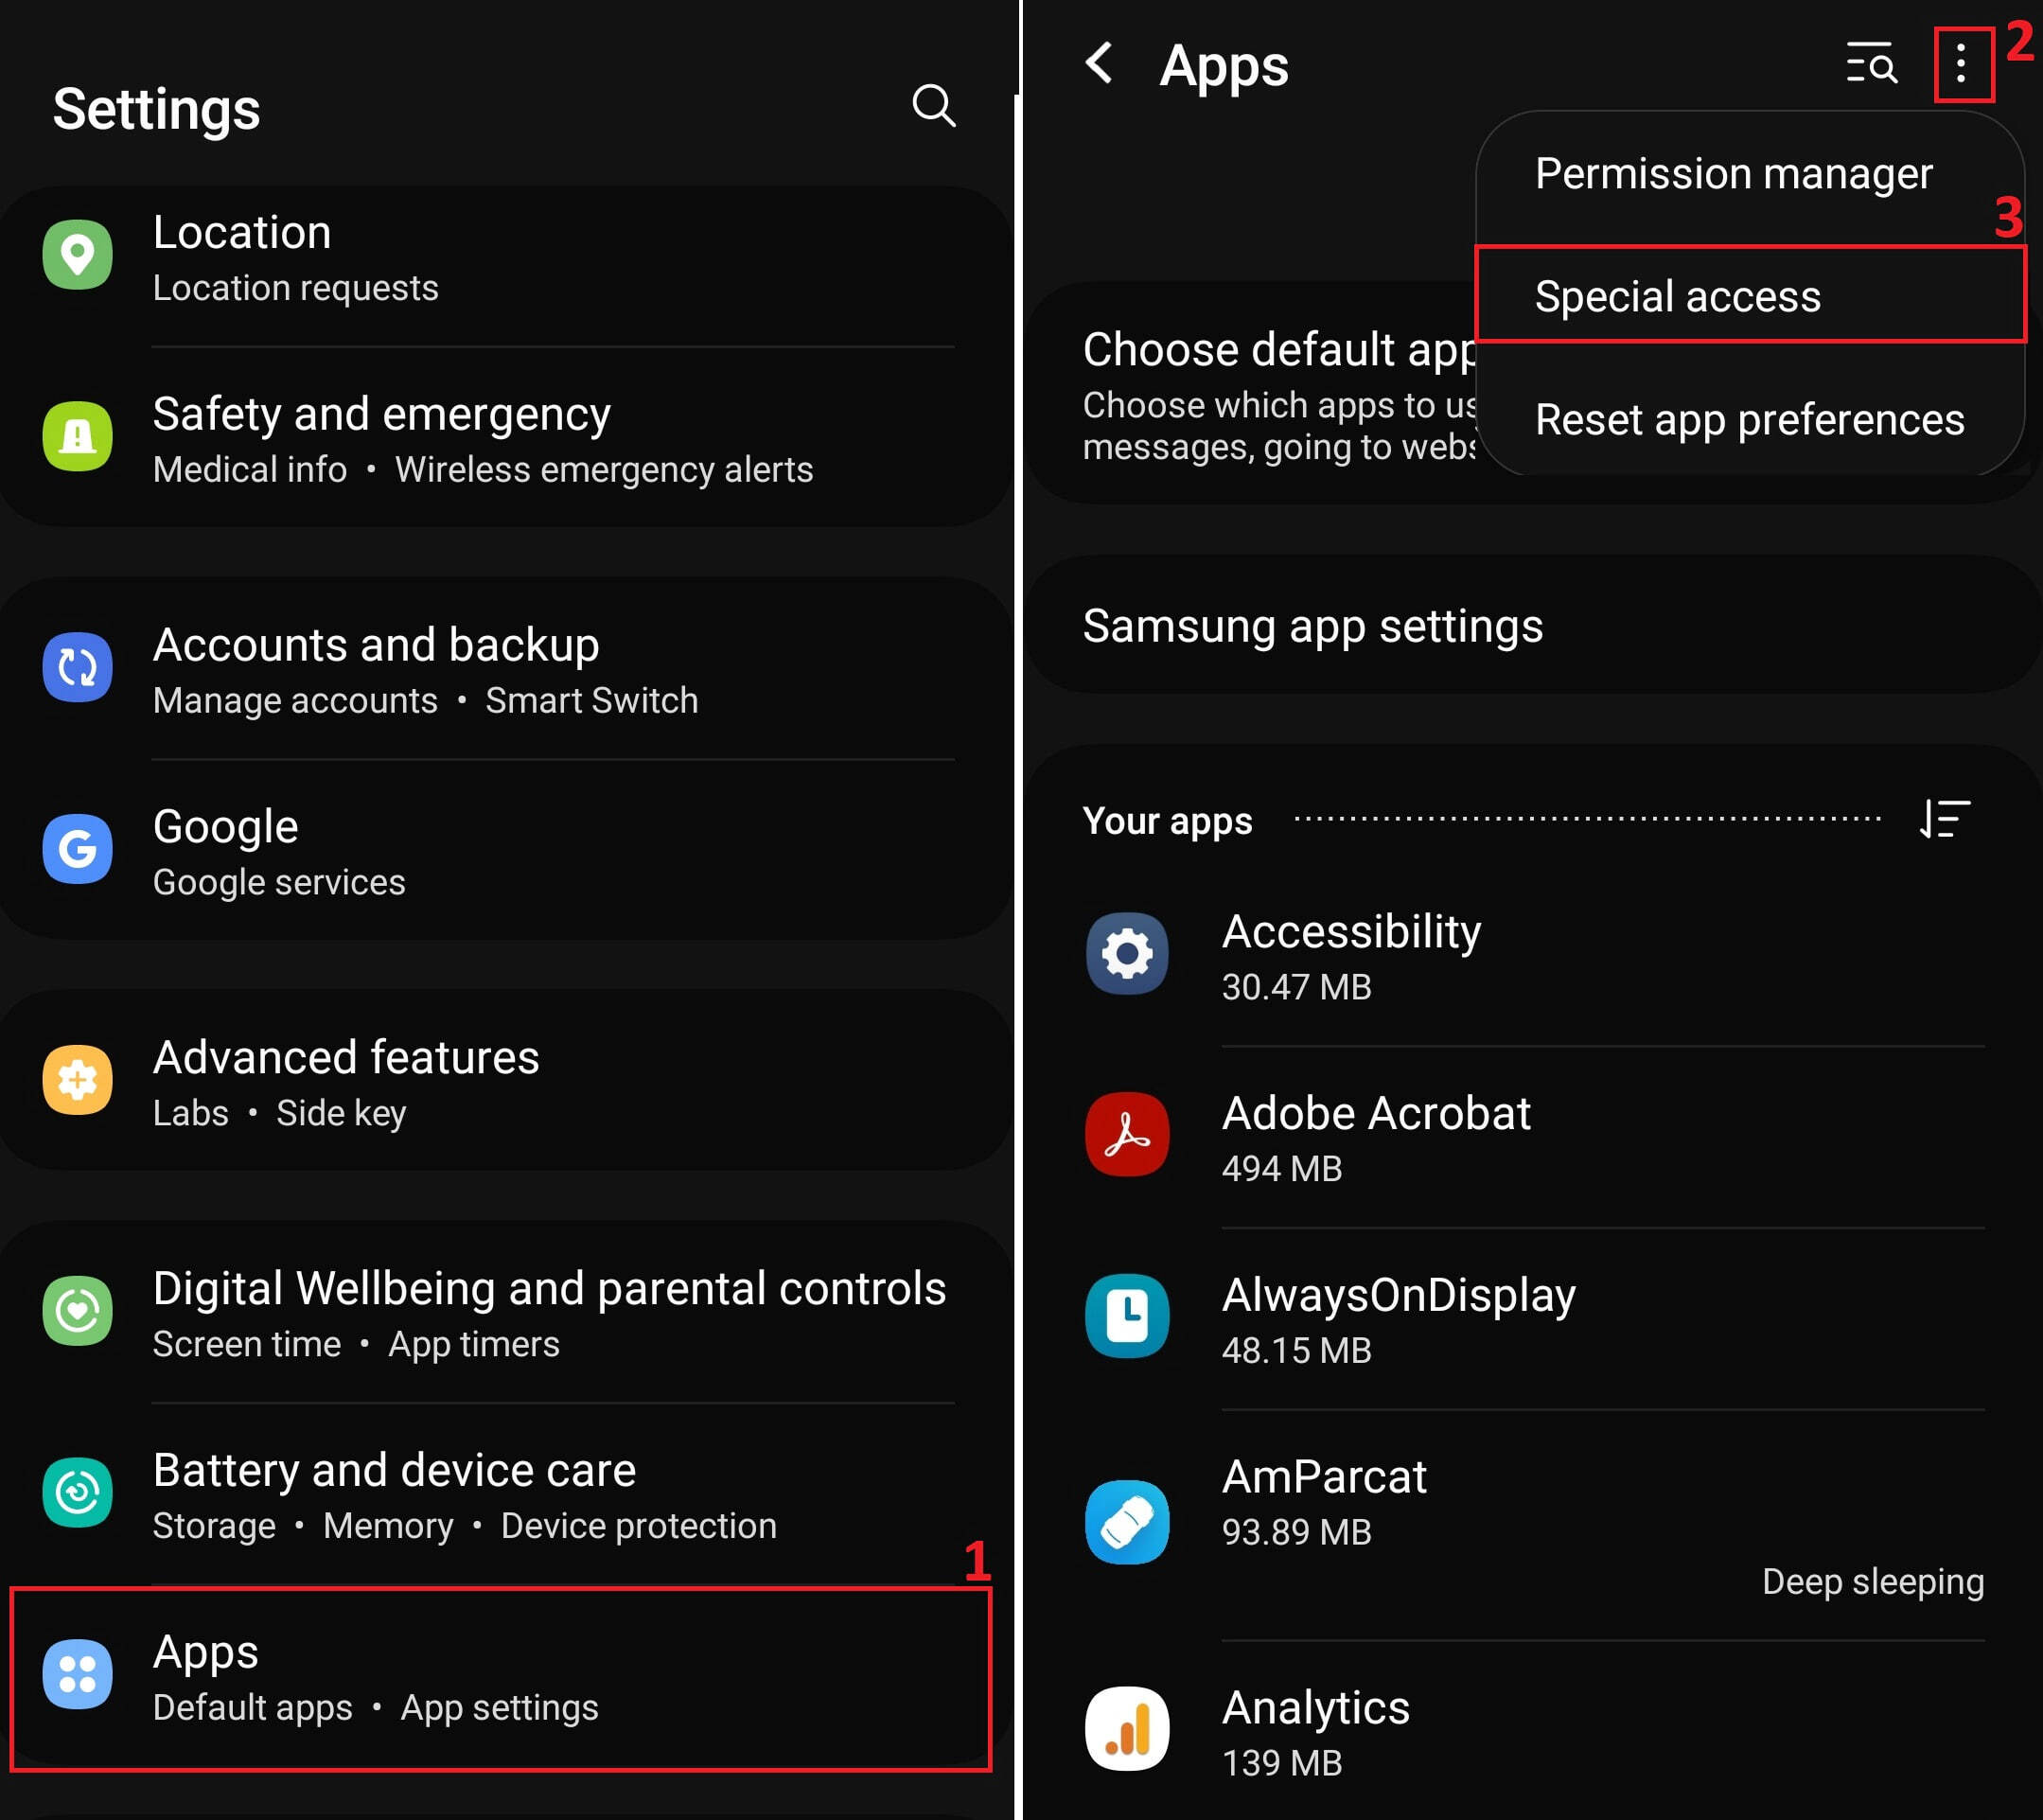 Settings
Location
Location requests
Safety and emergency
Medical info • Wireless emergency alerts
Accounts and backup
Manage accounts • Smart Switch
Google
Google services
Advanced features
Labs • Side key
Digital Wellbeing and parental controls
Screen time • App timers
Battery and device care
Storage • Memory • Device protection
1
Apps
Default apps • App settings
Apps
2
Permission manager
3
Special access
Reset app preferences
Choose default app
Choose which apps to us
messages, going to webs
Samsung app settings
Your apps
Accessibility
30.47 MB
Adobe Acrobat
494 MB
AlwaysOnDisplay
48.15 MB
AmParcat
93.89 MB
Deep sleeping
Analytics
139 MB